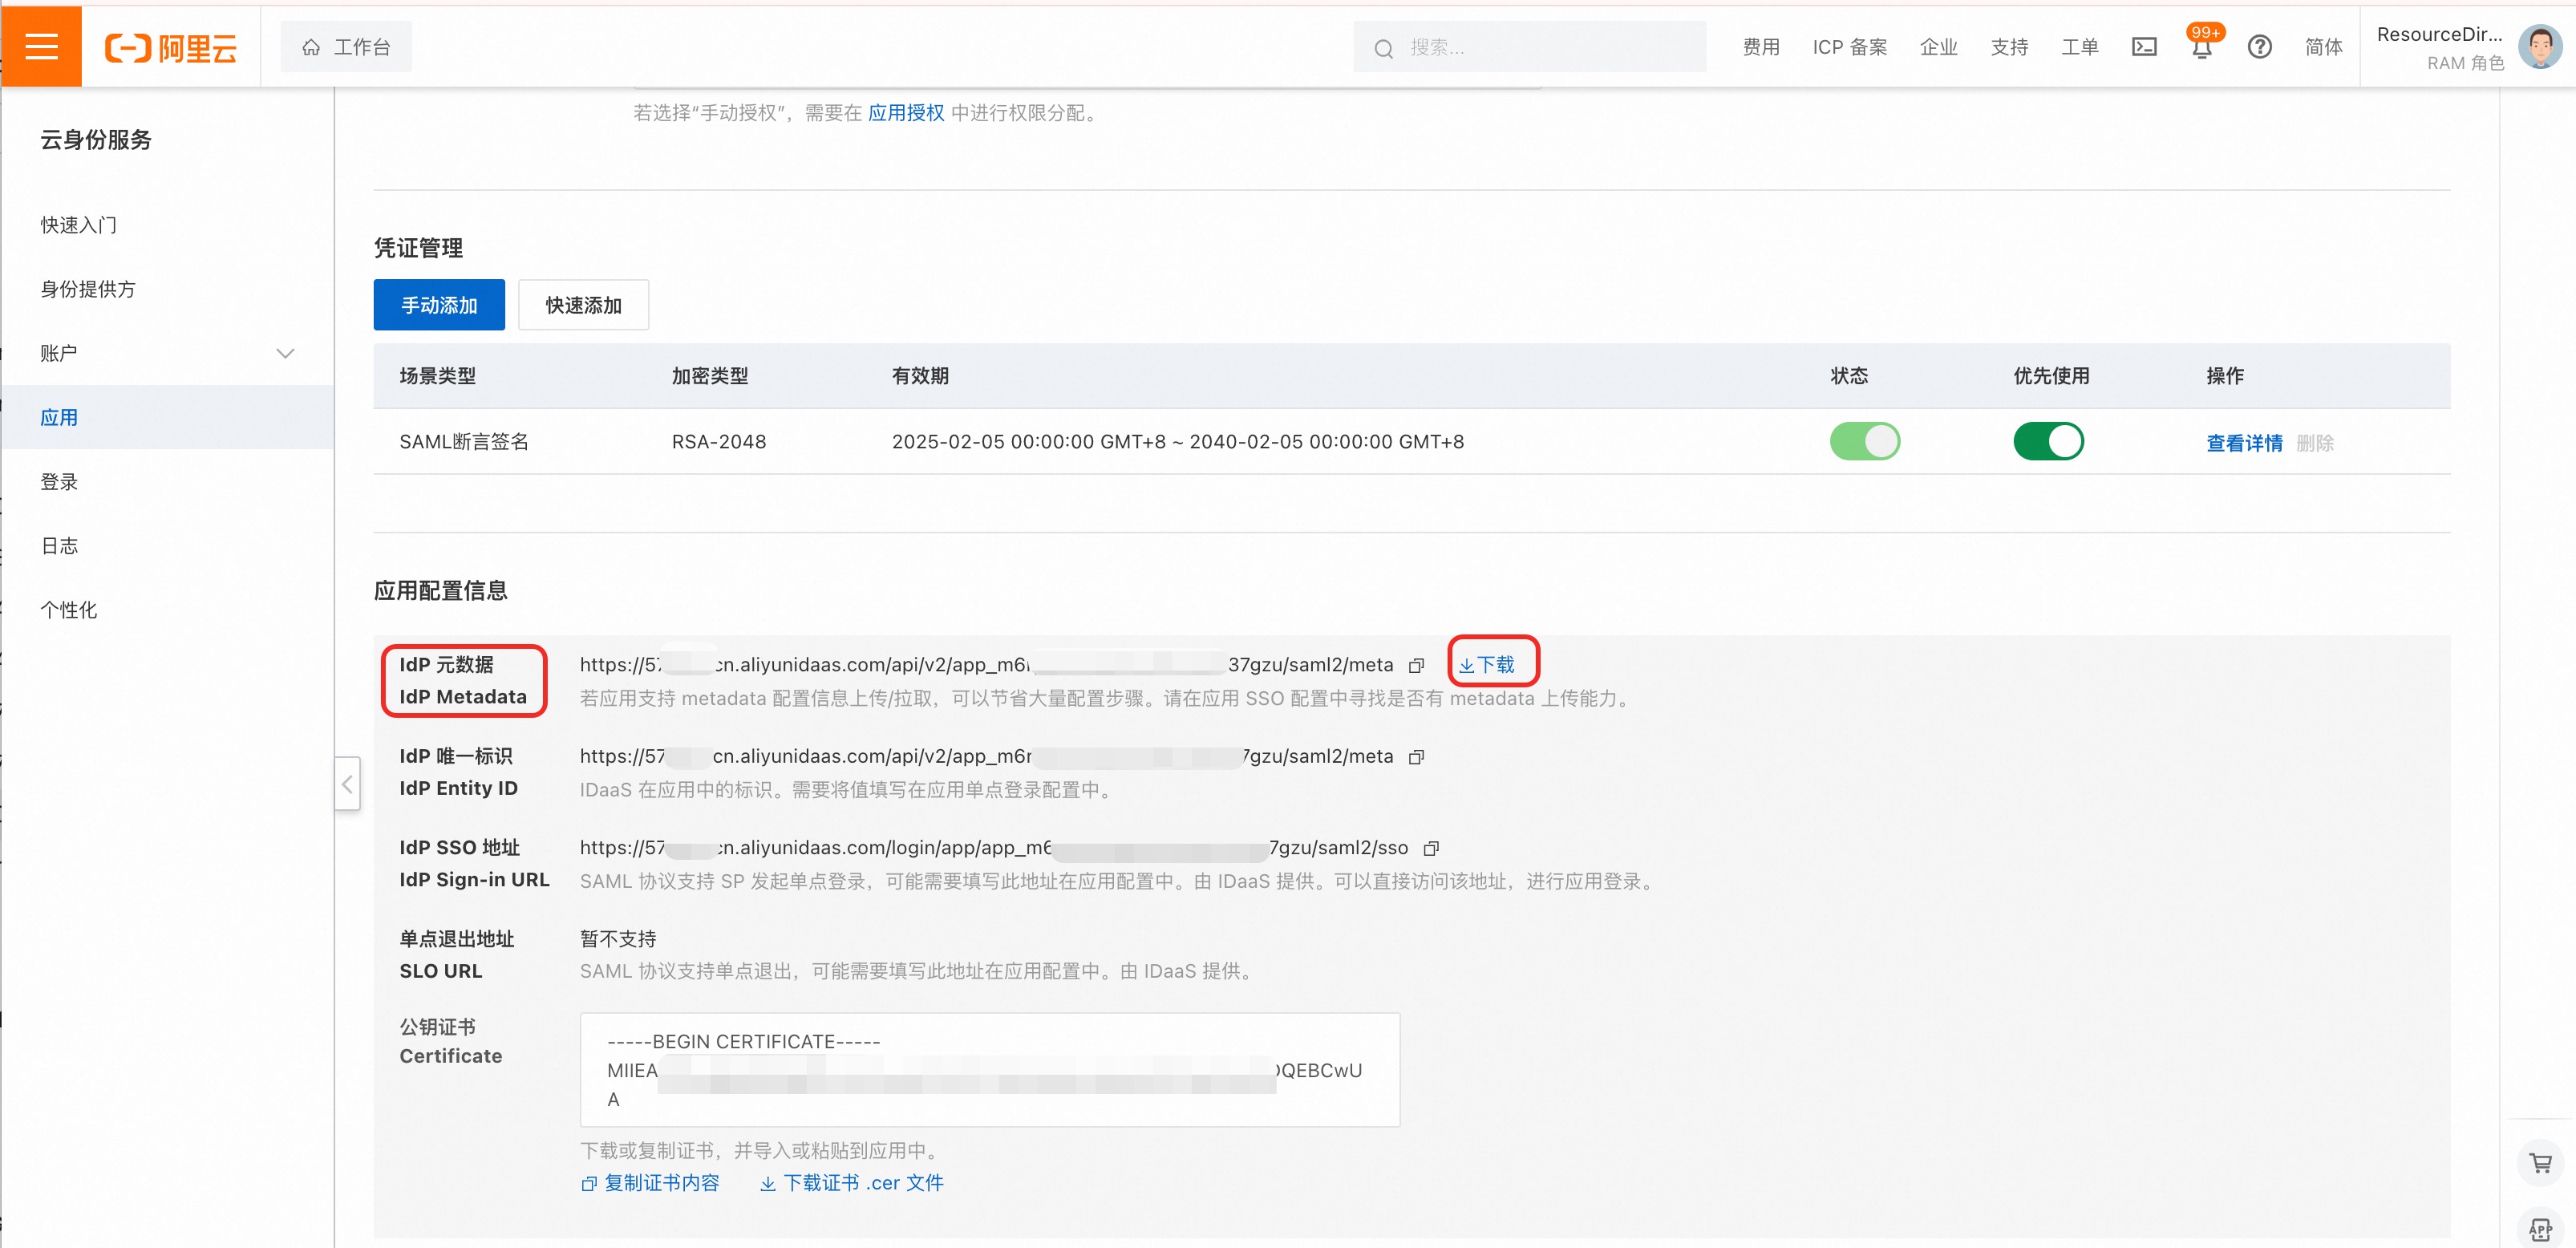 阿里云
工作台
搜索...
费用
ICP 备案
企业
支持
工单
99+
简体
ResourceDir...
RAM 角色
云身份服务
快速入门
身份提供方
账户
应用
登录
日志
个性化
若选择“手动授权”，需要在 应用授权 中进行权限分配。
凭证管理
手动添加
快速添加
场景类型 加密类型 有效期 状态 优先使用 操作
SAML断言签名 RSA-2048 2025-02-05 00:00:00 GMT+8 ~ 2040-02-05 00:00:00 GMT+8 查看详情 删除
应用配置信息
IdP 元数据 https://57 cn.aliyunidaas.com/api/v2/app_m6 37gzu/saml2/meta 下载
IdP Metadata 若应用支持 metadata 配置信息上传/拉取，可以节省大量配置步骤。请在应用 SSO 配置中寻找是否有 metadata 上传能力。
IdP 唯一标识 https://57 cn.aliyunidaas.com/api/v2/app_m6 7gzu/saml2/meta
IdP Entity ID IDaaS 在应用中的标识。需要将值填写在应用单点登录配置中。
IdP SSO 地址 https://57 cn.aliyunidaas.com/login/app/app_m6 7gzu/saml2/sso
IdP Sign-in URL SAML 协议支持 SP 发起单点登录，可能需要填写此地址在应用配置中。由 IDaaS 提供。可以直接访问该地址，进行应用登录。
单点退出地址 暂不支持
SLO URL SAML 协议支持单点退出，可能需要填写此地址在应用配置中。由 IDaaS 提供。
公钥证书
Certificate
-----BEGIN CERTIFICATE-----
MIIEA QEBCwU
A
下载或复制证书，并导入或粘贴到应用中。
复制证书内容 下载证书 .cer 文件
APP